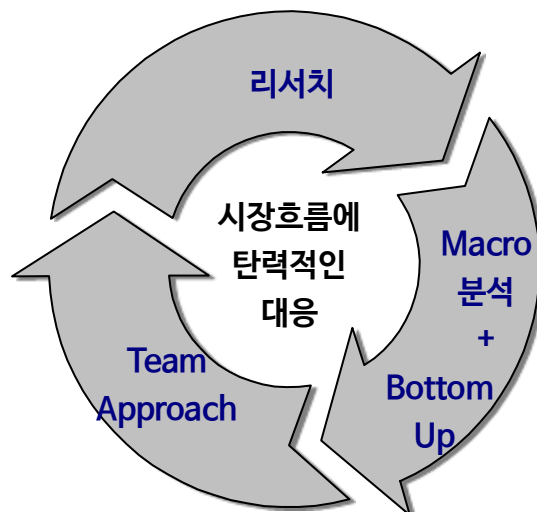 리서치
시장흐름에
탄력적인
대응
Macro
분석
+
Bottom
Up
Team
Approach